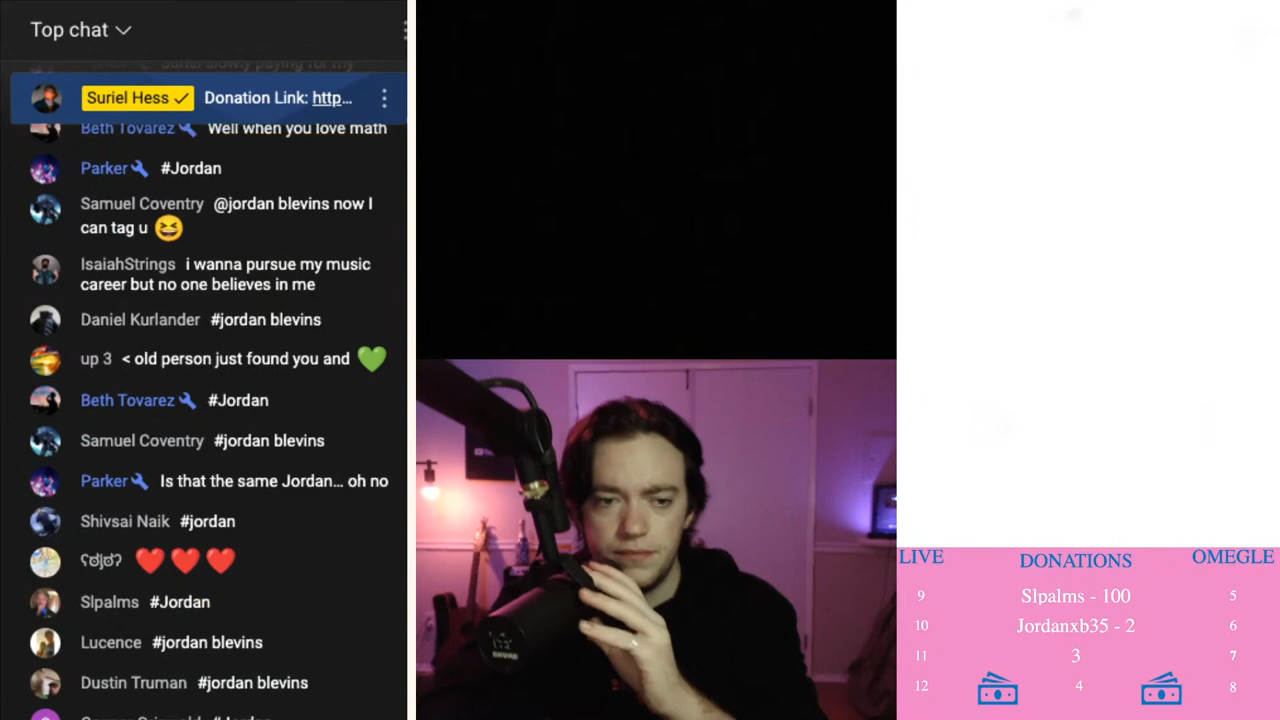 Top chat
Suriel Hess Donation Link: http...
Beth Tovarez Well when you love math
Parker #Jordan
Samuel Coventry @jordan blevins now I
can tag u 😆
IsaiahStrings i wanna pursue my music
career but no one believes in me
Daniel Kurlander #jordan blevins
up 3 < old person just found you and 💚
Beth Tovarez #Jordan
Samuel Coventry #jordan blevins
Parker Is that the same Jordan... oh no
Shivsai Naik #jordan
❤️ ❤️ ❤️
Slpalms #Jordan
Lucence #jordan blevins
Dustin Truman #jordan blevins
SHURE
LIVE DONATIONS OMEGLE
9 Slpalms - 100 5
10 Jordanxb35 - 2 6
11 3 7
12 4 8